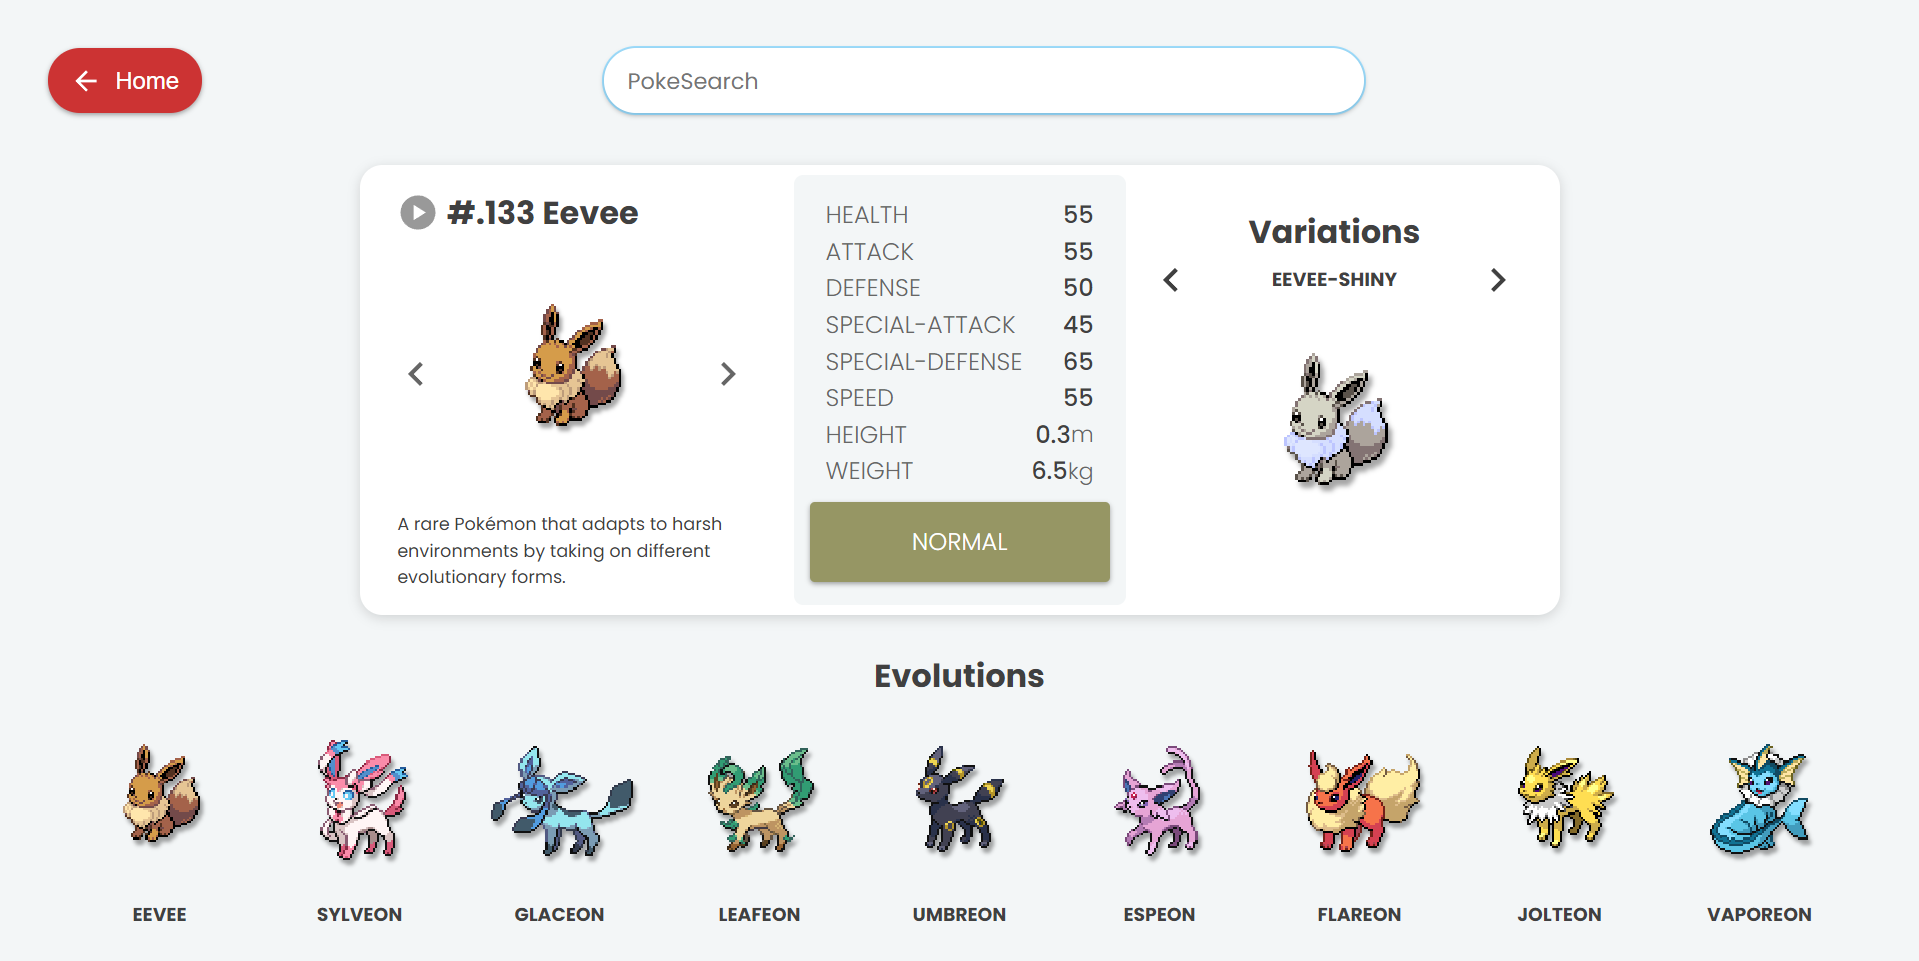 Home
PokeSearch
#.133 Eevee
A rare Pokémon that adapts to harsh
environments by taking on different
evolutionary forms.
HEALTH 55
ATTACK 55
DEFENSE 50
SPECIAL-ATTACK 45
SPECIAL-DEFENSE 65
SPEED 55
HEIGHT 0.3m
WEIGHT 6.5kg
NORMAL
Variations
EEVEE-SHINY
Evolutions
EEVEE SYLVEON GLACEON LEAFEON UMBREON ESPEON FLAREON JOLTEON VAPOREON